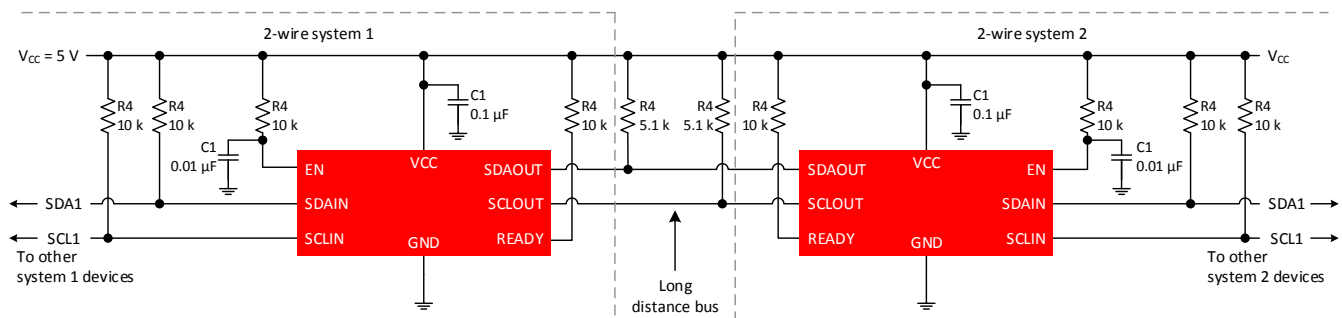 2-wire system 1
2-wire system 2
VCC = 5 V
VCC
R4
10 k
R4
10 k
R4
10 k
C1
0.1 µF
R4
10 k
R4
5.1 k
R4
5.1 k
R4
10 k
C1
0.1 µF
R4
10 k
R4
10 k
R4
10 k
C1
0.01 µF
C1
0.01 µF
VCC
EN
SDAIN
SCLIN
GND
SDAOUT
SCLOUT
READY
VCC
SDAOUT
SCLOUT
READY
GND
EN
SDAIN
SCLIN
SDA1
SCL1
To other
system 1 devices
Long
distance bus
SDA1
SCL1
To other
system 2 devices